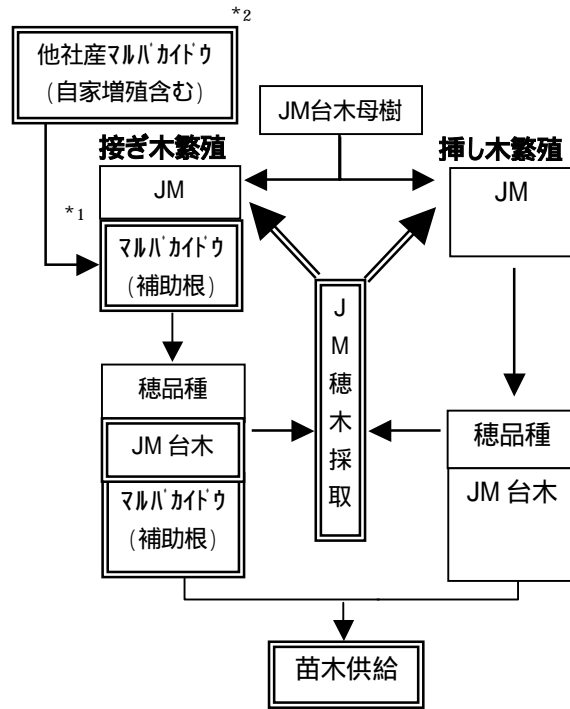 *2
他社産ﾏﾙﾊﾞｶｲﾄﾞｳ
(自家増殖含む)
JM台木母樹
接ぎ木繁殖
挿し木繁殖
*1
JM
ﾏﾙﾊﾞｶｲﾄﾞｳ
(補助根)
JM
J
M
穂
木
採
取
穂品種
JM 台木
ﾏﾙﾊﾞｶｲﾄﾞｳ
(補助根)
穂品種
JM 台木
苗木供給